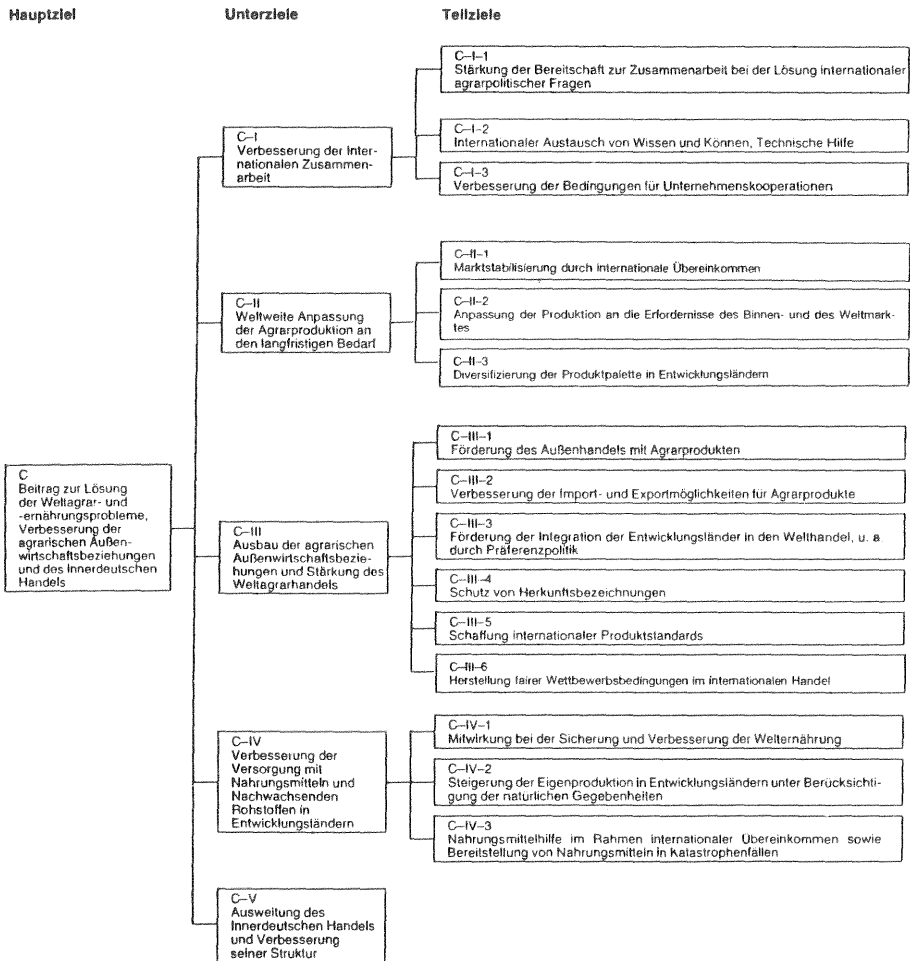 Hauptziel
Unterziele
Teilziele
C
Beitrag zur Lösung
der Weltagrar- und
-ernährungsprobleme,
Verbesserung der
agrarischen Außen-
wirtschaftsbeziehungen
und des Innerdeutschen
Handels
C–I
Verbesserung der Inter-
nationalen Zusammen-
arbeit
C–I–1
Stärkung der Bereitschaft zur Zusammenarbeit bei der Lösung internationaler
agrarpolitischer Fragen
C–I–2
Internationaler Austausch von Wissen und Können, Technische Hilfe
C–I–3
Verbesserung der Bedingungen für Unternehmenskooperationen
C–II
Weltweite Anpassung
der Agrarproduktion an
den langfristigen Bedarf
C–II–1
Marktstabilisierung durch internationale Übereinkommen
C–II–2
Anpassung der Produktion an die Erfordernisse des Binnen- und des Weltmark-
tes
C–II–3
Diversifizierung der Produktpalette in Entwicklungsländern
C–III
Ausbau der agrarischen
Außenwirtschaftsbezie-
hungen und Stärkung des
Weltagrarhandels
C–III–1
Förderung des Außenhandels mit Agrarprodukten
C–III–2
Verbesserung der Import- und Exportmöglichkeiten für Agrarprodukte
C–III–3
Förderung der Integration der Entwicklungsländer in den Welthandel, u. a.
durch Präferenzpolitik
C–III–4
Schutz von Herkunftsbezeichnungen
C–III–5
Schaffung internationaler Produktstandards
C–III–6
Herstellung fairer Wettbewerbsbedingungen im internationalen Handel
C–IV
Verbesserung der
Versorgung mit
Nahrungsmitteln und
Nachwachsenden
Rohstoffen in
Entwicklungsländern
C–IV–1
Mitwirkung bei der Sicherung und Verbesserung der Welternährung
C–IV–2
Steigerung der Eigenproduktion in Entwicklungsländern unter Berücksichti-
gung der natürlichen Gegebenheiten
C–IV–3
Nahrungsmittelhilfe im Rahmen internationaler Übereinkommen sowie
Bereitstellung von Nahrungsmitteln in Katastrophenfällen
C–V
Ausweitung des
Innerdeutschen Handels
und Verbesserung
seiner Struktur